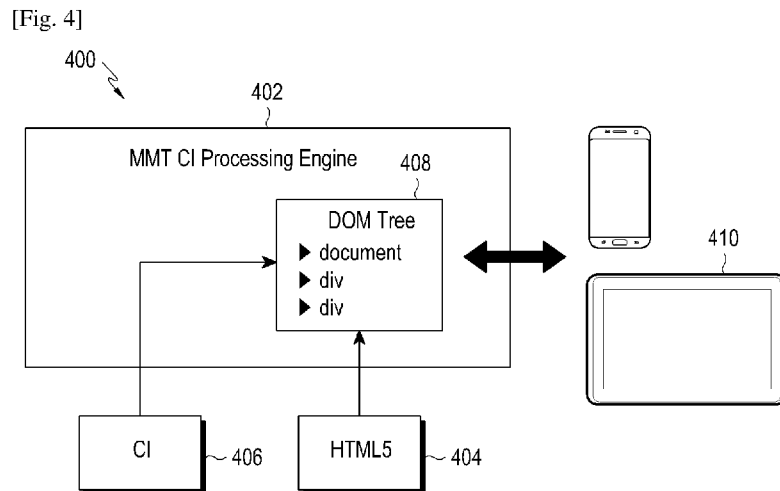 [Fig. 4]
400
402
MMT CI Processing Engine
408
DOM Tree
▶ document
▶ div
▶ div
410
CI
406
HTML5
404